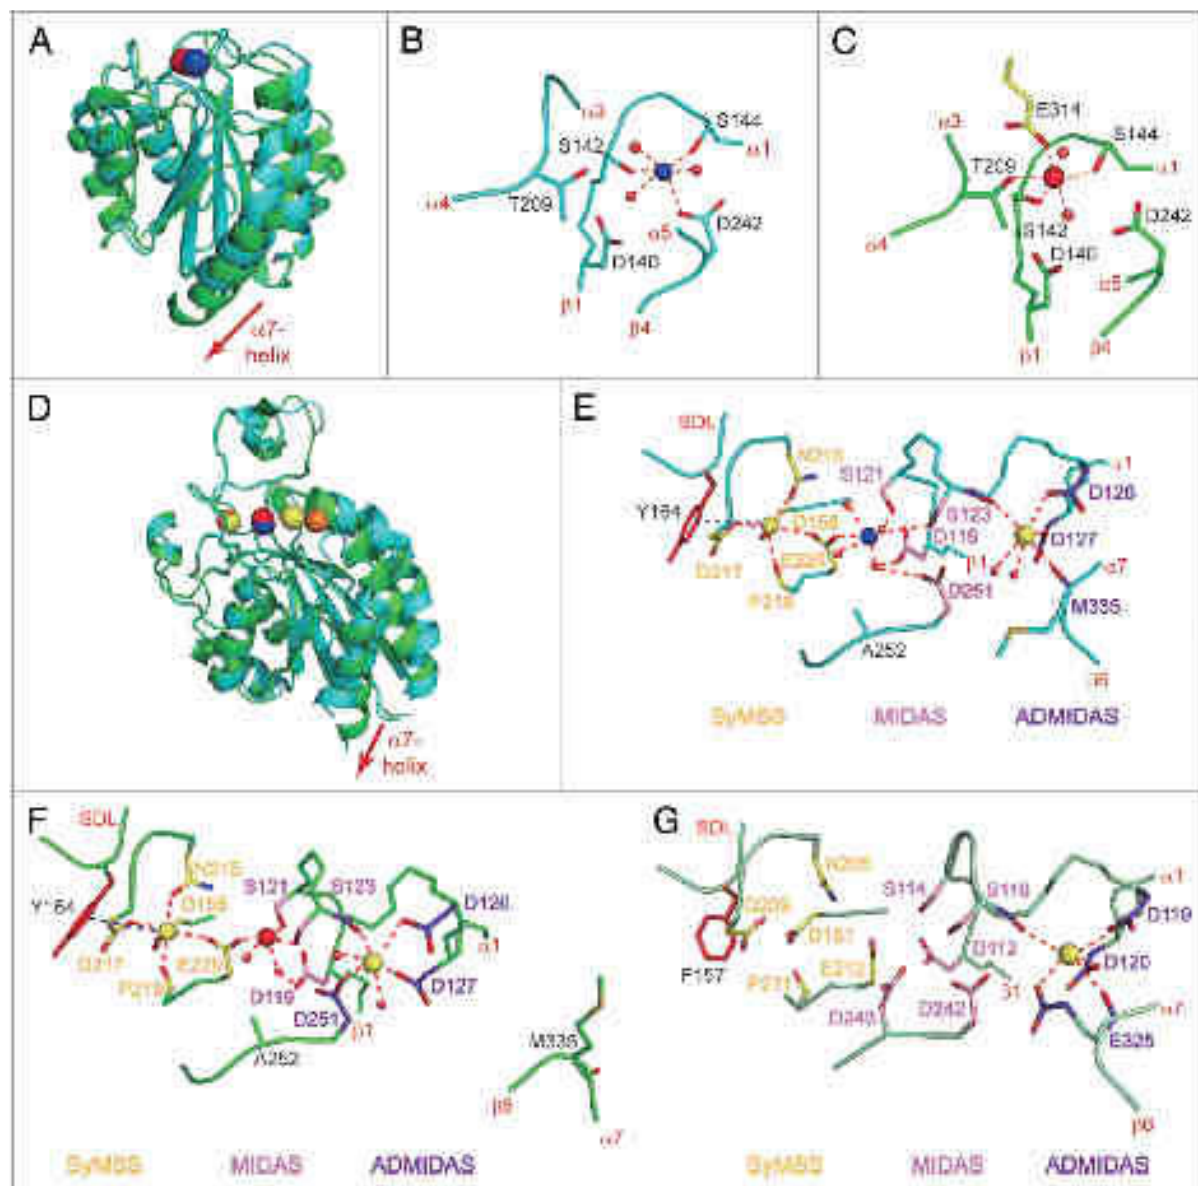 A
α7-
helix
B
α3
S144
S142
α1
α4
T209
D242
α5
D140
β1
β4
C
E314
α3
S144
T209
α1
D242
S142
α4
D140
α5
β1
β4
D
α7-
helix
E
SDL
N215
S121
α1
D126
Y164
D158
S123
D119
D127
D217
E220
β1
α7
P219
D251
M335
A252
β6
SyMBS
MIDAS
ADMIDAS
F
SDL
N215
S121
S123
D126
Y164
D158
α1
D217
E220
D127
P219
D119
D251
β1
A252
M335
β6
α7
SyMBS
MIDAS
ADMIDAS
G
SDL
S114
S116
α1
D119
D112
F157
E212
D120
β1
α7
D242
E325
β6
SyMBS
MIDAS
ADMIDAS